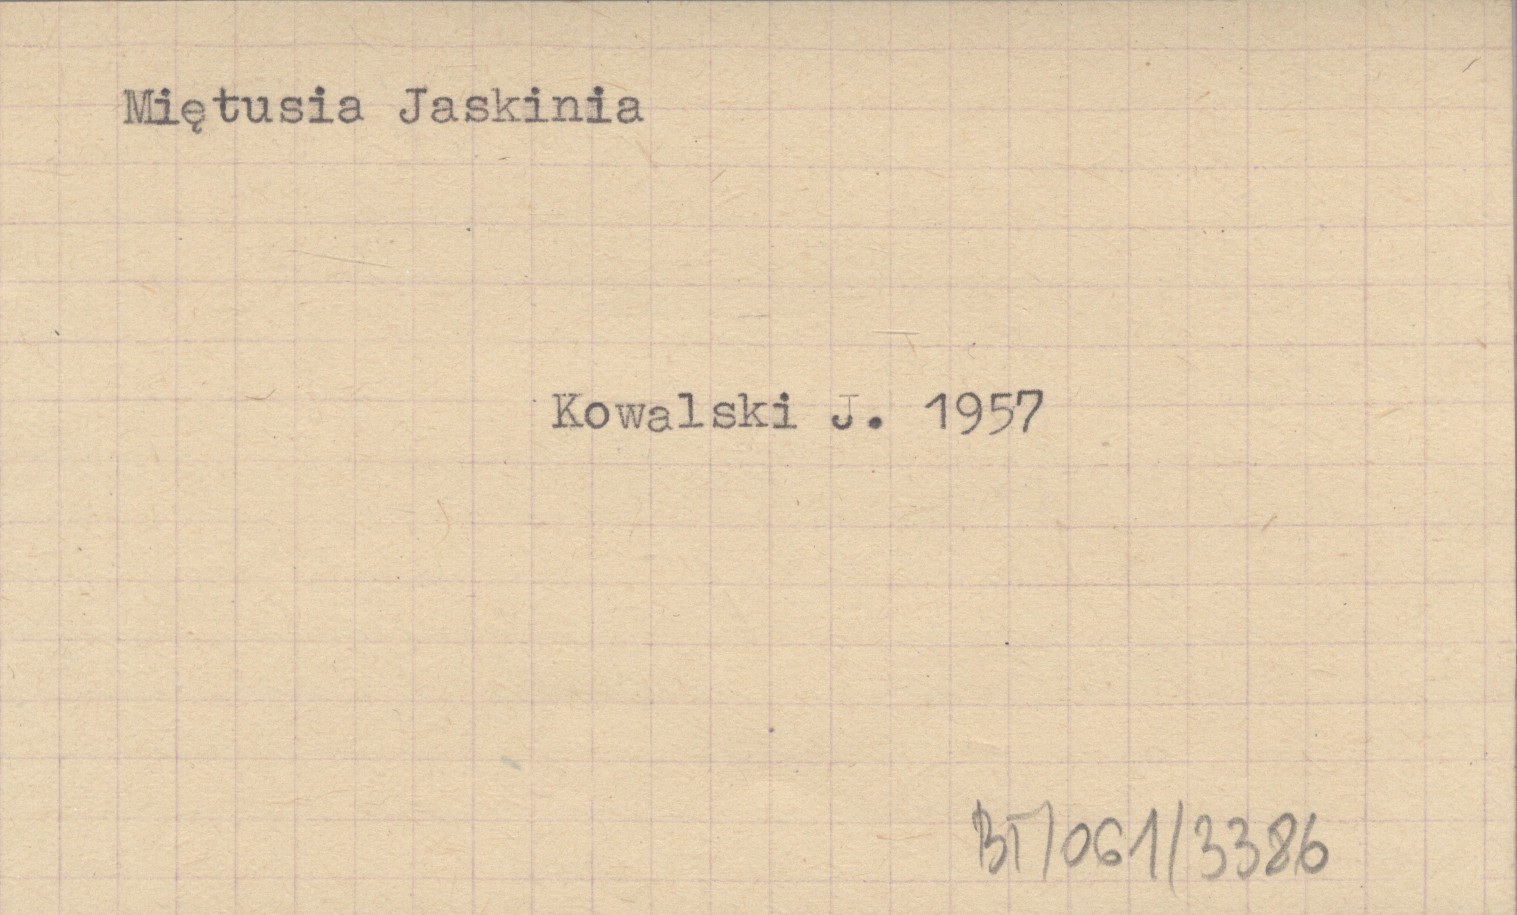 Miętusia Jaskinia
Kowalski J. 1957
BT/061/3386